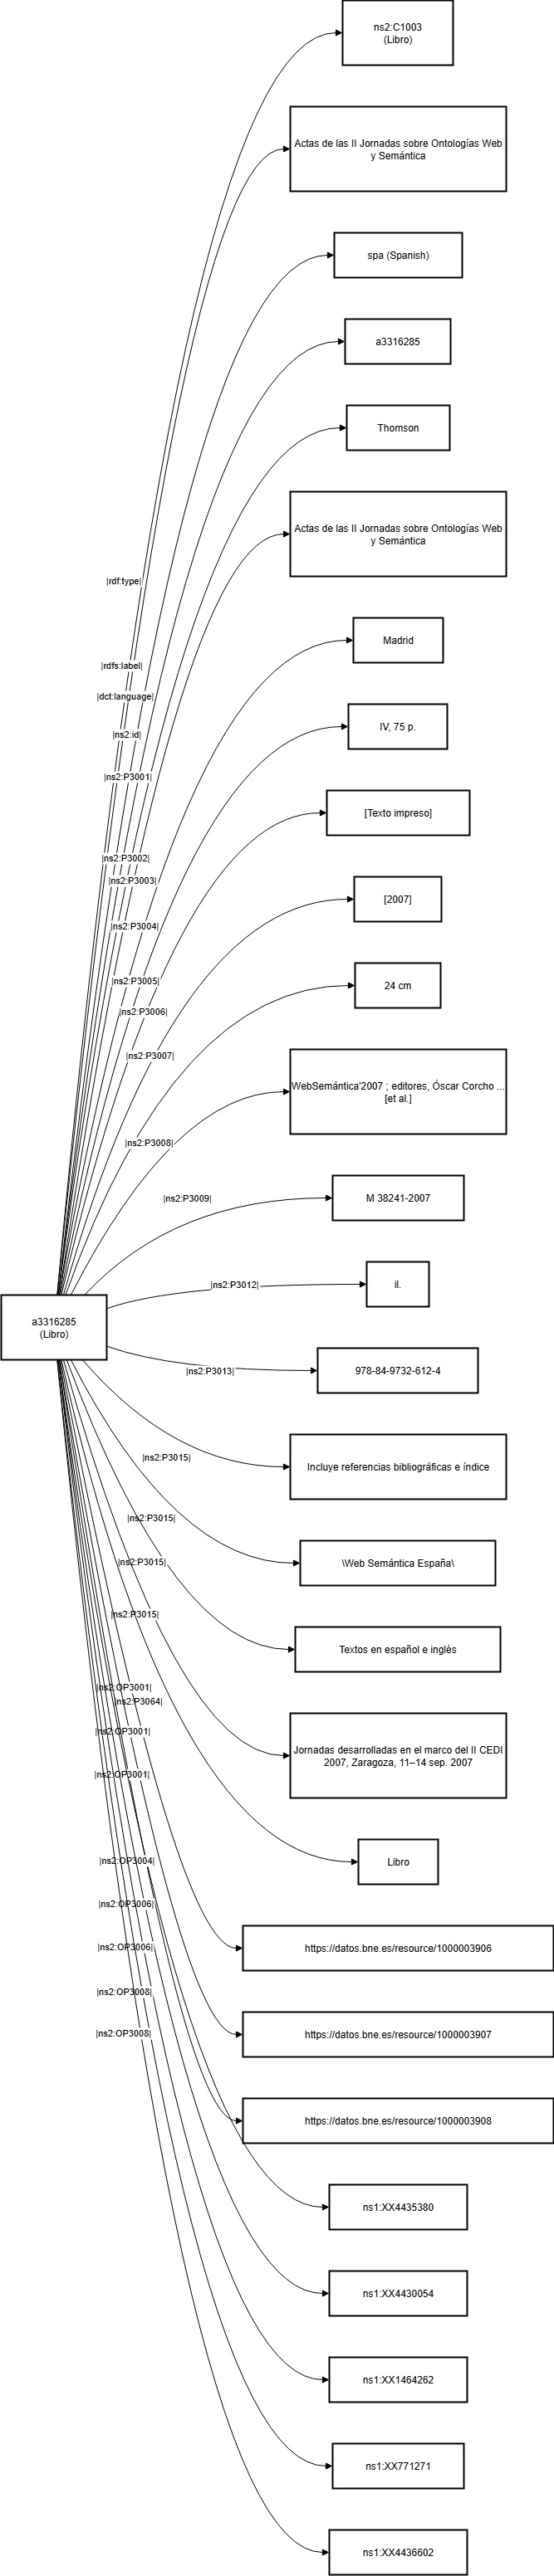 ns2:C1003
(Libro)
Actas de las II Jornadas sobre Ontologías Web
y Semántica
spa (Spanish)
a3316285
Thomson
Actas de las II Jornadas sobre Ontologías Web
y Semántica
|rdf:type|
Madrid
|rdfs:label|
|dct:language|
|ns2:id|
IV, 75 p.
|ns2:P3001|
[Texto impreso]
|ns2:P3002|
|ns2:P3003|
[2007]
|ns2:P3004|
|ns2:P3005|
24 cm
|ns2:P3006|
|ns2:P3007|
WebSemántica'2007 ; editores, Óscar Corcho ...
[et al.]
|ns2:P3008|
|ns2:P3009|
M 38241-2007
|ns2:P3012|
il.
a3316285
(Libro)
|ns2:P3013|
978-84-9732-612-4
|ns2:P3015|
Incluye referencias bibliográficas e índice
|ns2:P3015|
|ns2:P3015|
\Web Semántica España\
|ns2:P3015|
Textos en español e inglés
|ns2:OP3001|
|ns2:P3064|
|ns2:OP3001|
Jornadas desarrolladas en el marco del II CEDI
2007, Zaragoza, 11–14 sep. 2007
|ns2:OP3001|
|ns2:OP3004|
Libro
|ns2:OP3006|
|ns2:OP3006|
https://datos.bne.es/resource/1000003906
|ns2:OP3008|
|ns2:OP3008|
https://datos.bne.es/resource/1000003907
https://datos.bne.es/resource/1000003908
ns1:XX4435380
ns1:XX4430054
ns1:XX1464262
ns1:XX771271
ns1:XX4436602